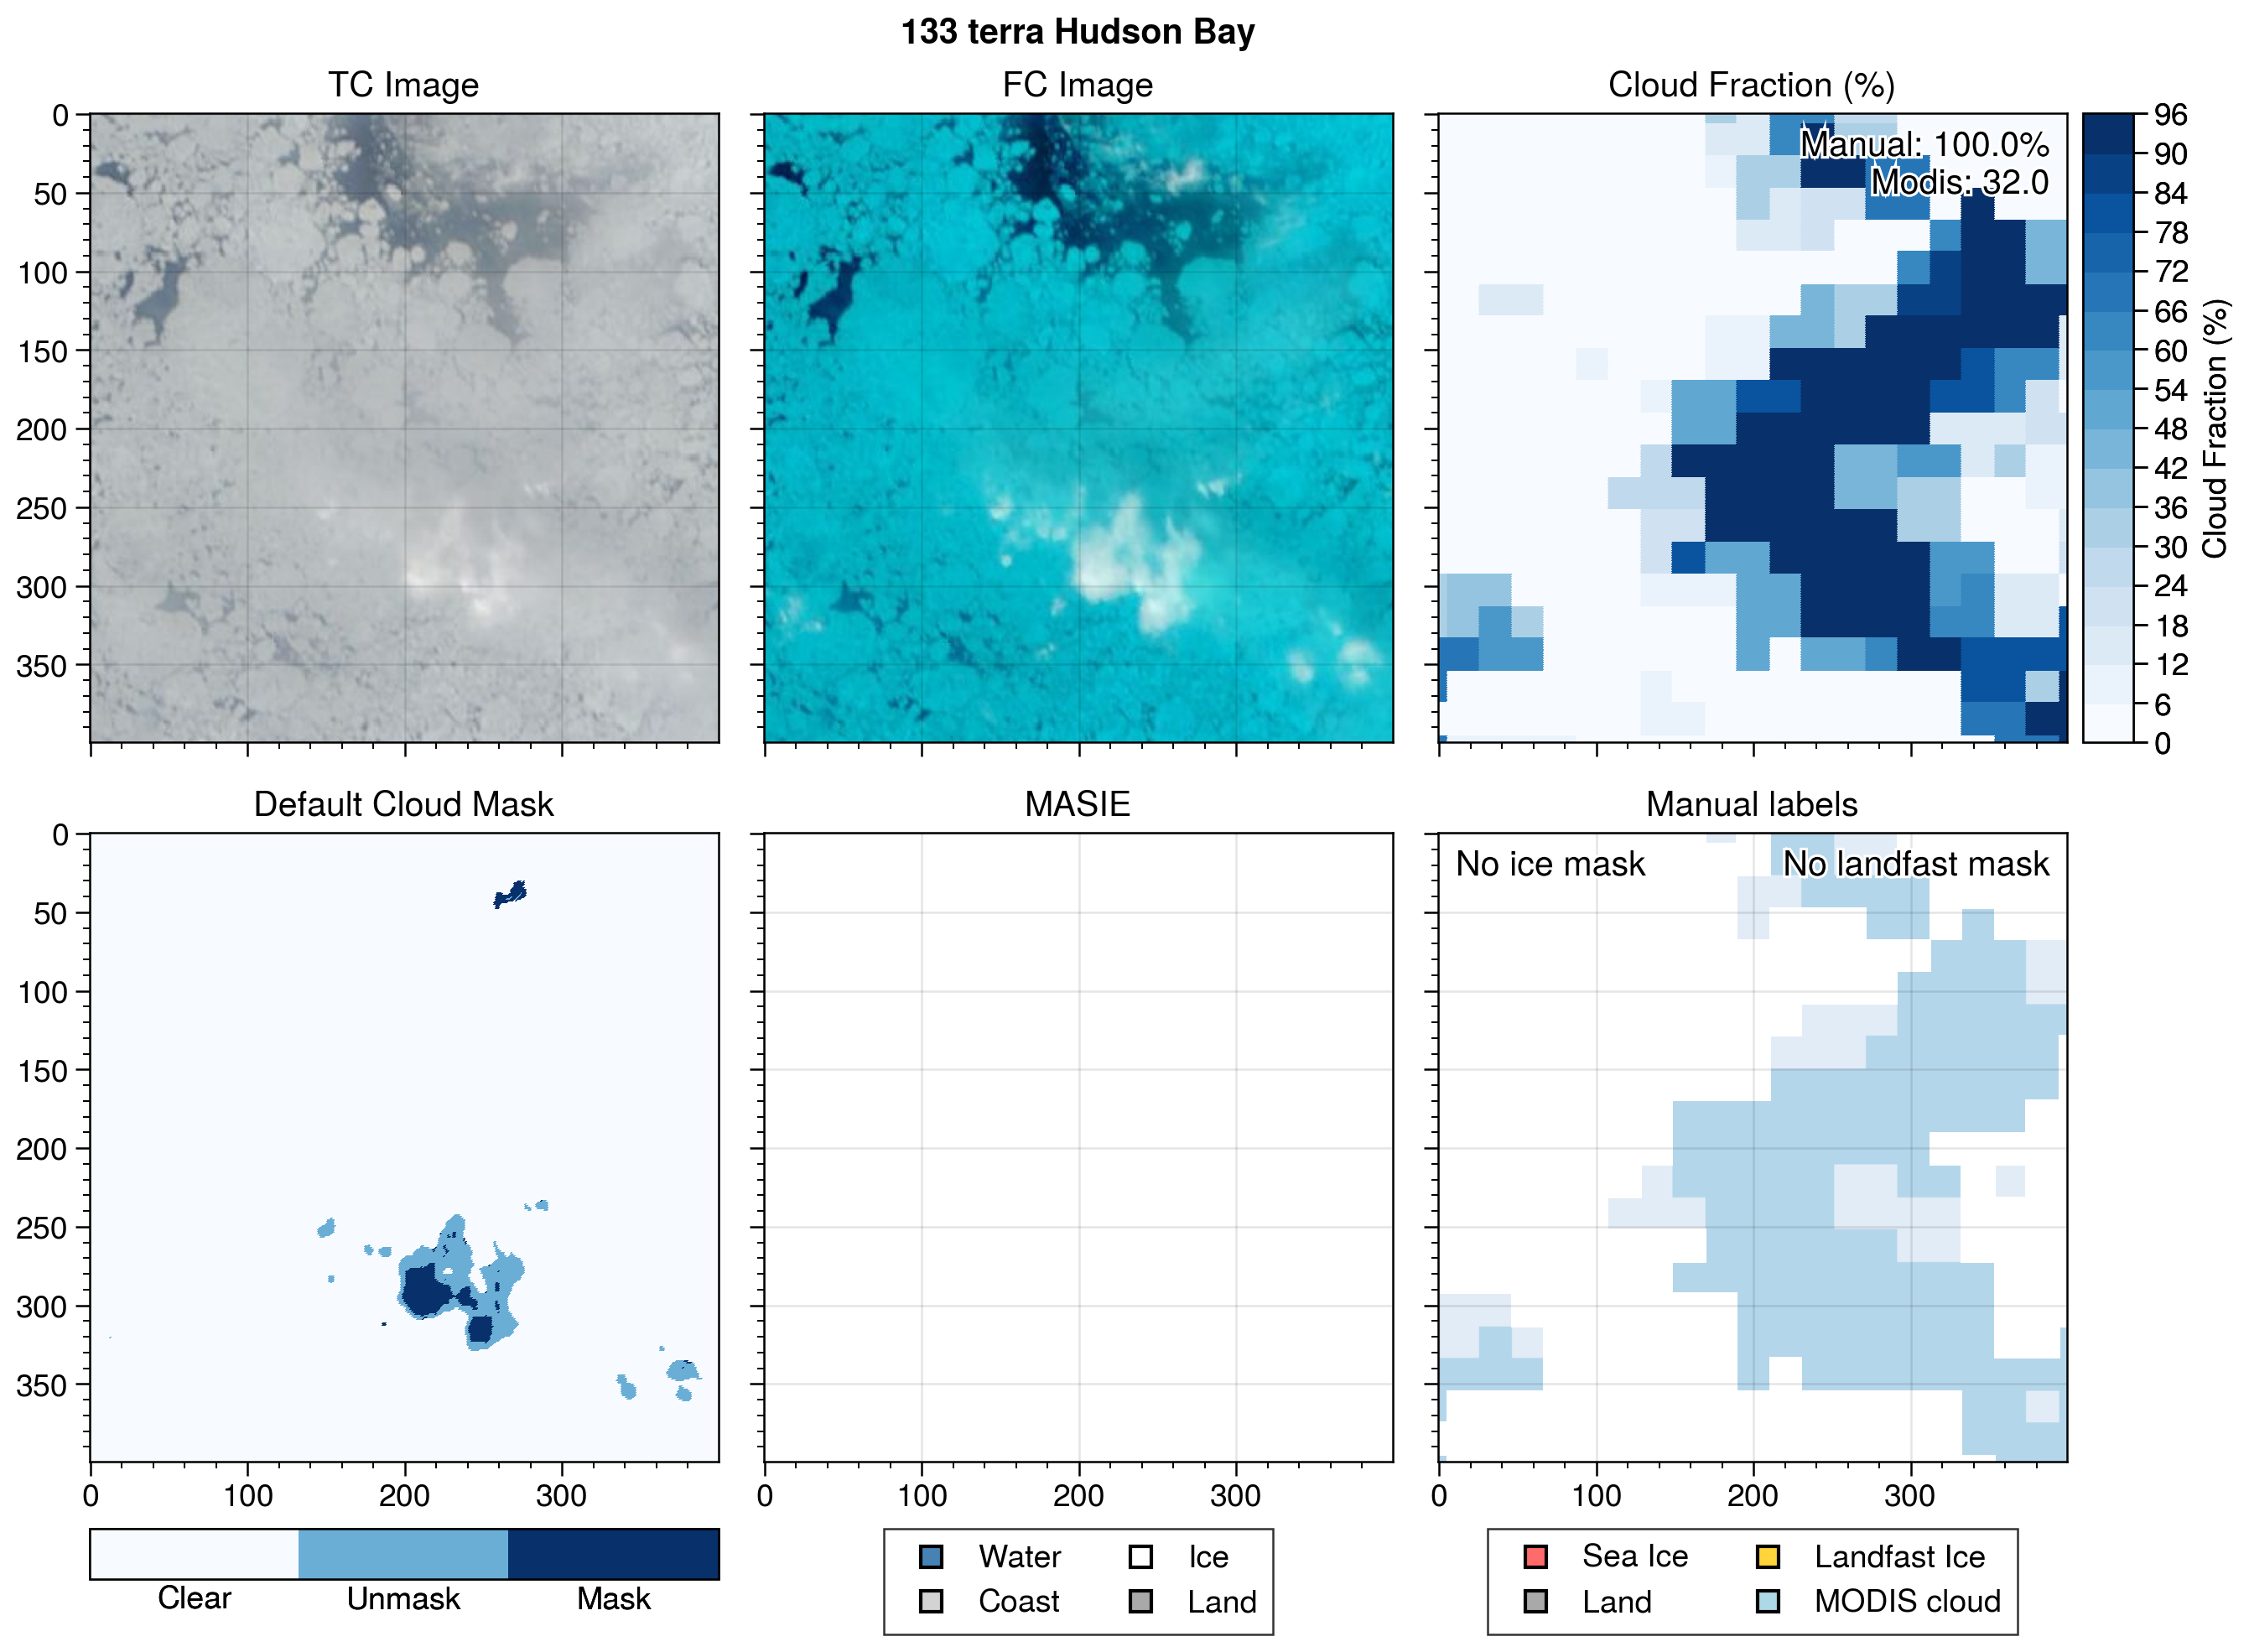 133 terra Hudson Bay
TC Image
FC Image
Cloud Fraction (%)
0
50
100
150
200
250
300
350
Manual: 100.0%
Modis: 32.0
96
90
84
78
72
66
60
54
48
42
36
30
24
18
12
6
0
Cloud Fraction (%)
Default Cloud Mask
MASIE
Manual labels
0
50
100
150
200
250
300
350
No ice mask
No landfast mask
0 100 200 300
0 100 200 300
0 100 200 300
Clear Unmask Mask
Water Ice
Coast Land
Sea Ice Landfast Ice
Land MODIS cloud